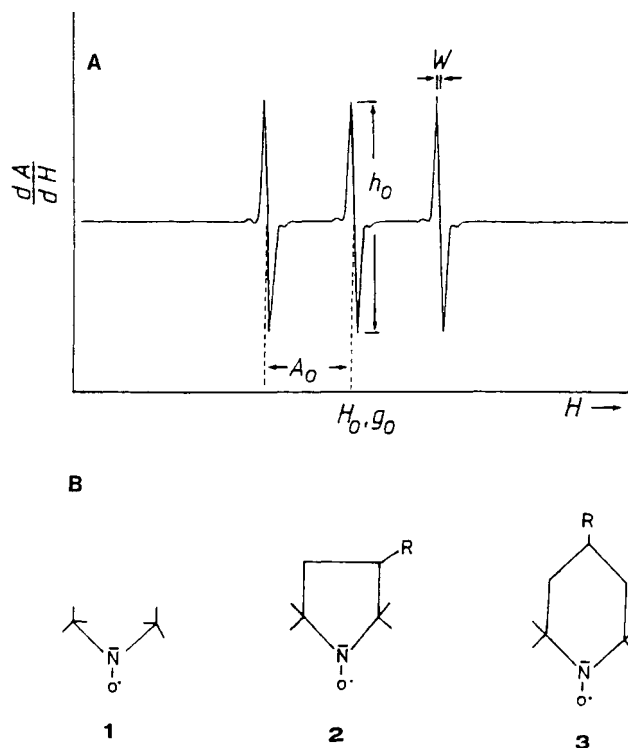 A
W
dA
dH
h₀
A₀
H →
H₀, g₀
B
R
R
N
O·
N
O·
N
O·
1
2
3